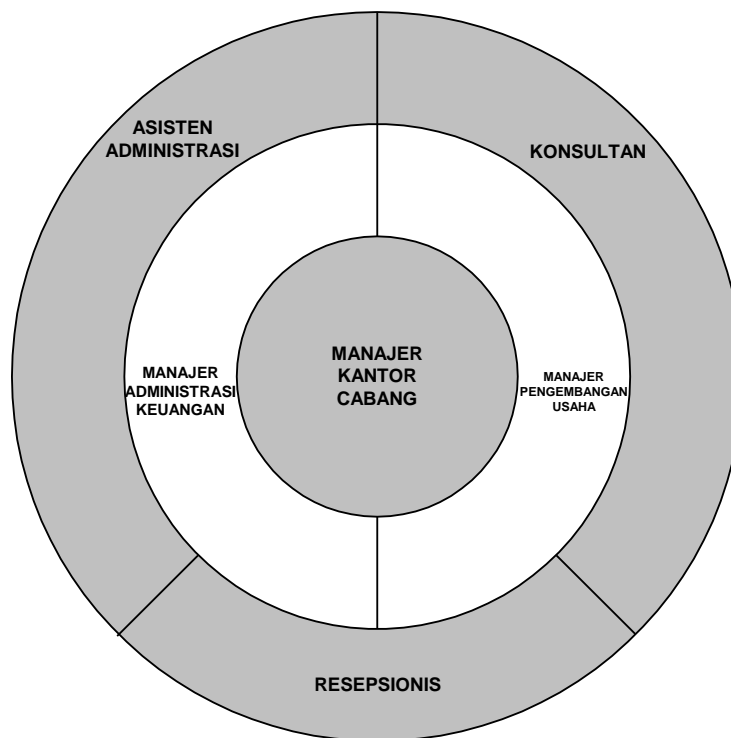 ASISTEN
ADMINISTRASI
KONSULTAN
MANAJER
KANTOR
CABANG
MANAJER
ADMINISTRASI
KEUANGAN
MANAJER
PENGEMBANGAN
USAHA
RESEPSIONIS